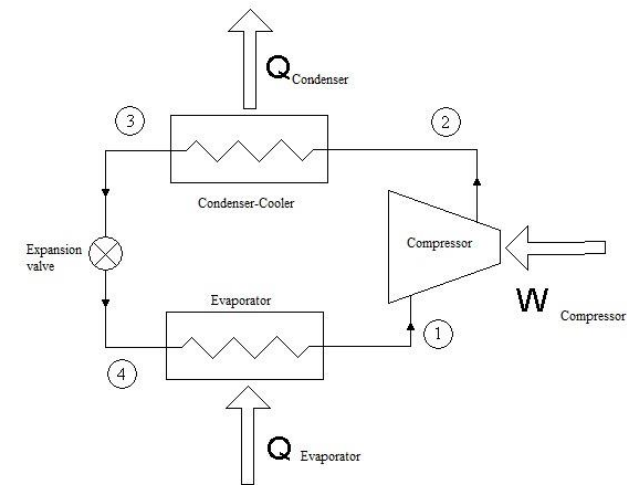 Q Condenser
3
2
Condenser-Cooler
Expansion
valve
Compressor
W Compressor
Evaporator
1
4
Q Evaporator